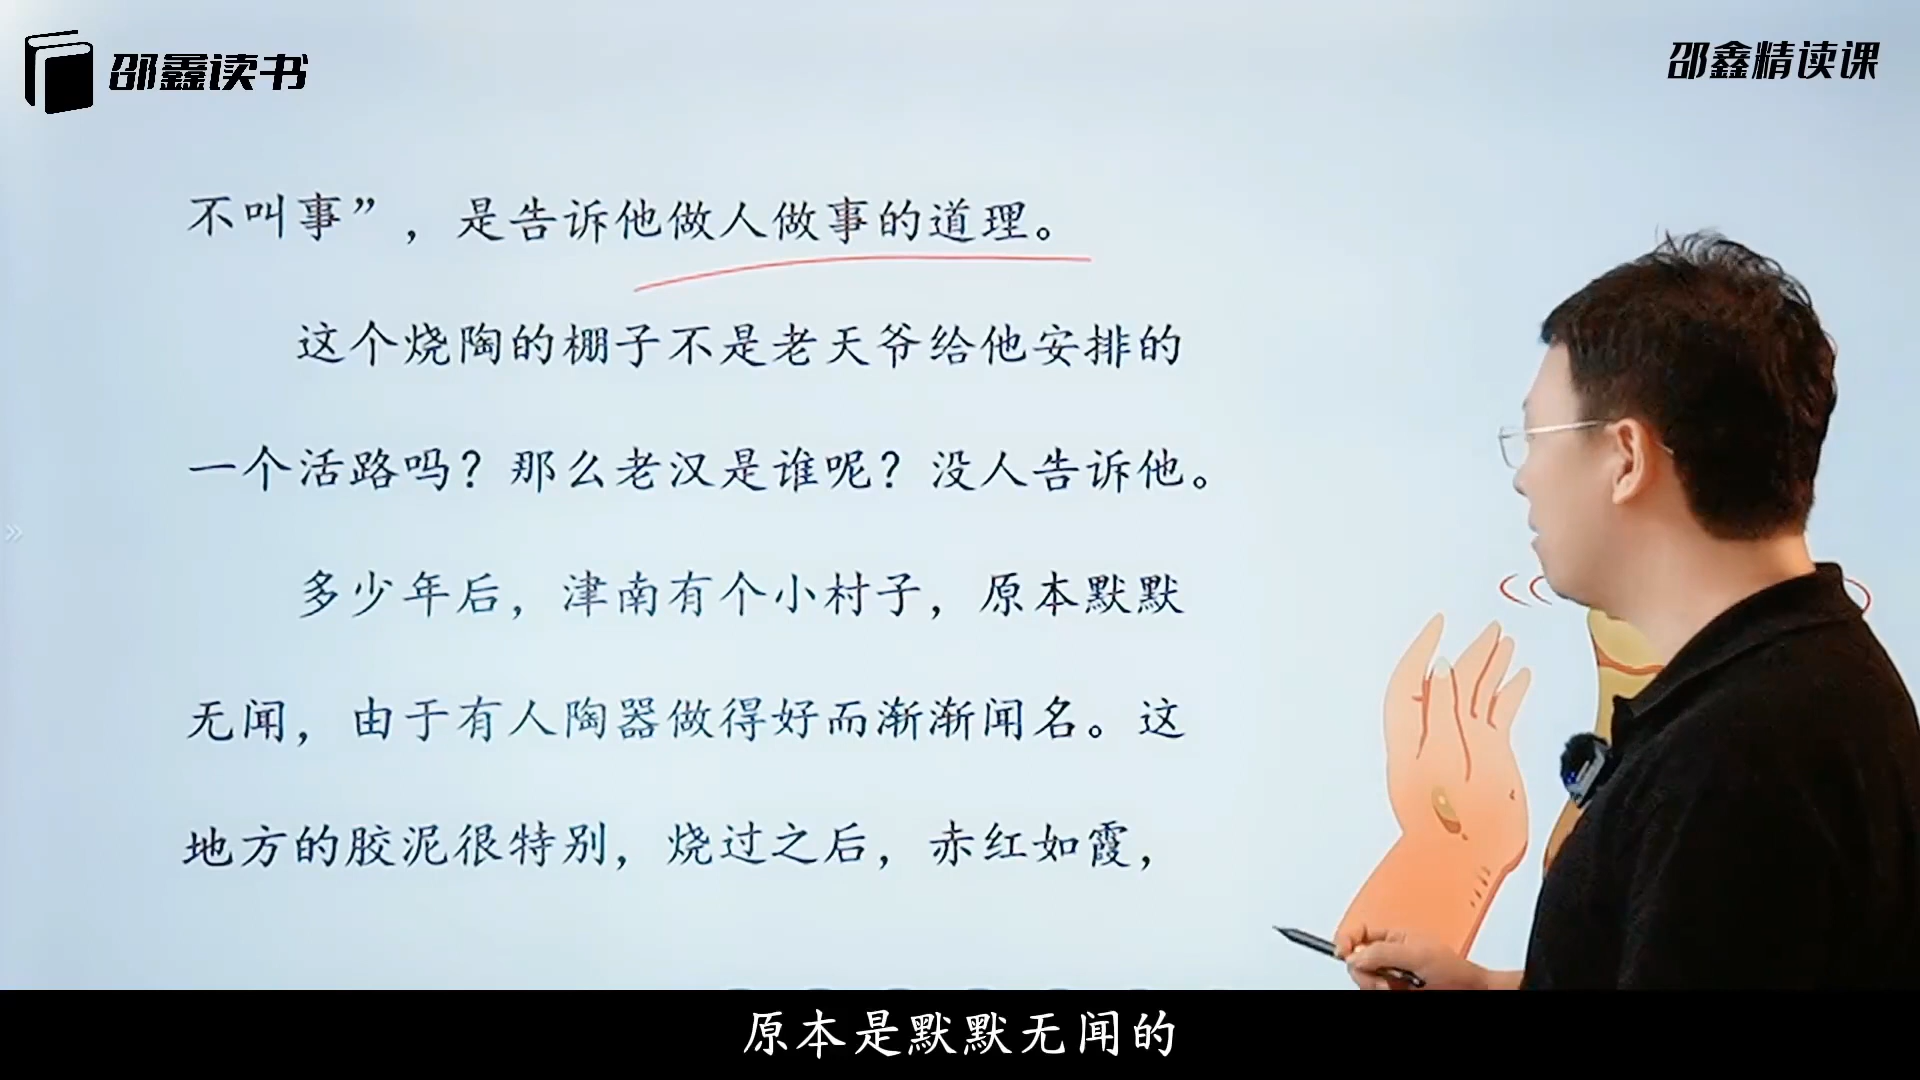 邵鑫读书
邵鑫精读课
不叫事”，是告诉他做人做事的道理。
这个烧陶的棚子不是老天爷给他安排的
一个活路吗？那么老汉是谁呢？没人告诉他。
多少年后，津南有个小村子，原本默默
无闻，由于有人陶器做得好而渐渐闻名。这
地方的胶泥很特别，烧过之后，赤红如霞，
原本是默默无闻的